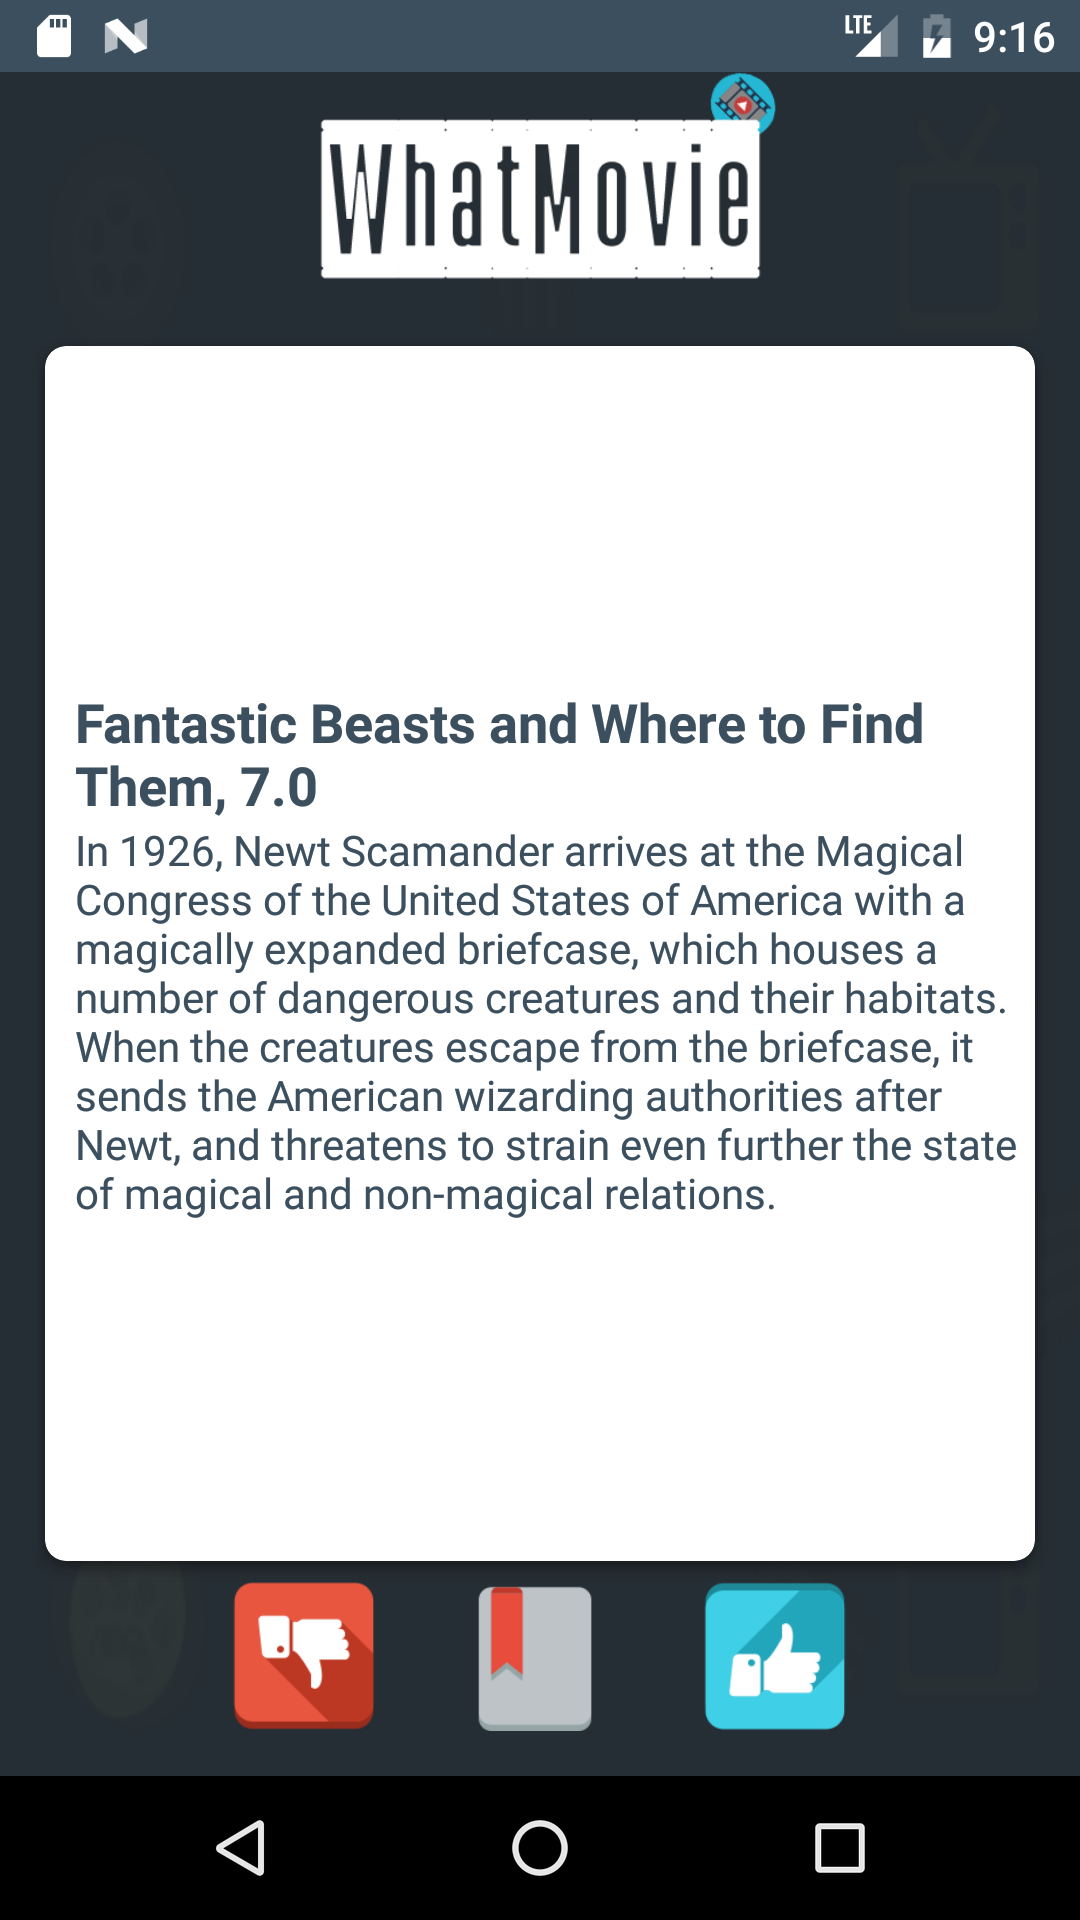 LTE 9:16
WhatMovie
Fantastic Beasts and Where to Find
Them, 7.0
In 1926, Newt Scamander arrives at the Magical
Congress of the United States of America with a
magically expanded briefcase, which houses a
number of dangerous creatures and their habitats.
When the creatures escape from the briefcase, it
sends the American wizarding authorities after
Newt, and threatens to strain even further the state
of magical and non-magical relations.